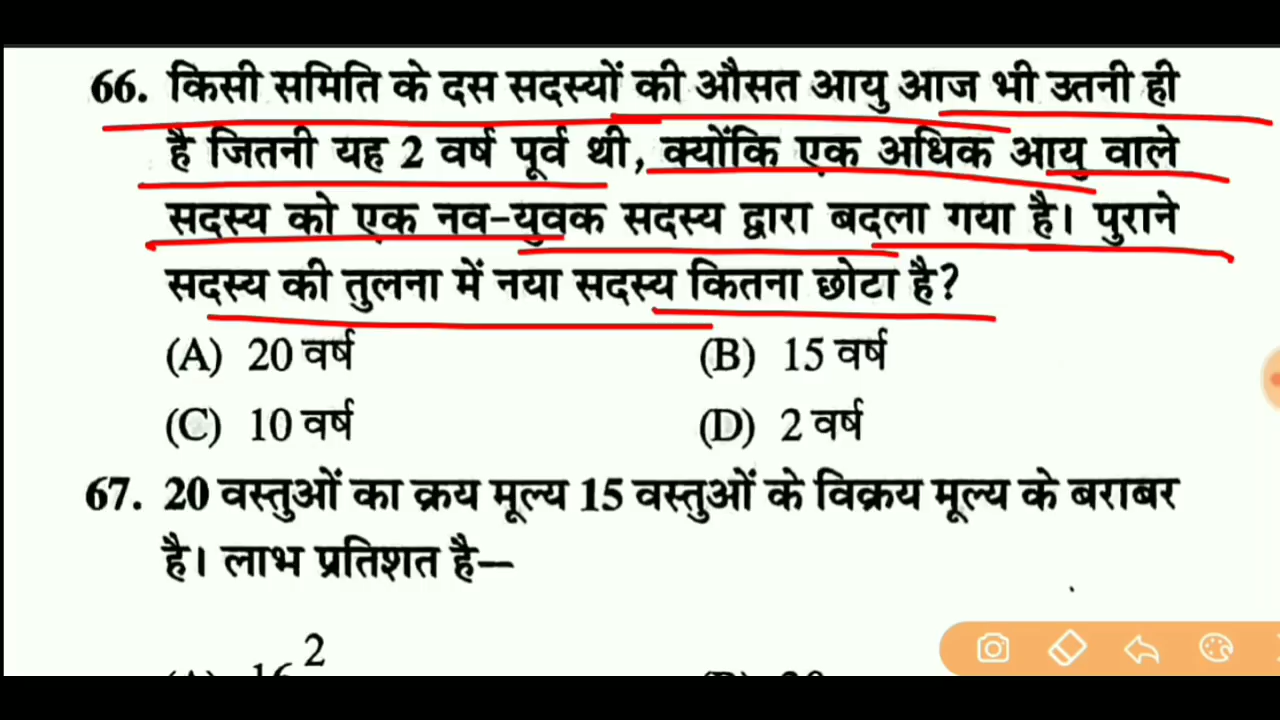 66. किसी समिति के दस सदस्यों की औसत आयु आज भी उतनी ही
है जितनी यह 2 वर्ष पूर्व थी, क्योंकि एक अधिक आयु वाले
सदस्य को एक नव-युवक सदस्य द्वारा बदला गया है। पुराने
सदस्य की तुलना में नया सदस्य कितना छोटा है?
(A) 20 वर्ष (B) 15 वर्ष
(C) 10 वर्ष (D) 2 वर्ष
67. 20 वस्तुओं का क्रय मूल्य 15 वस्तुओं के विक्रय मूल्य के बराबर
है। लाभ प्रतिशत है—
2